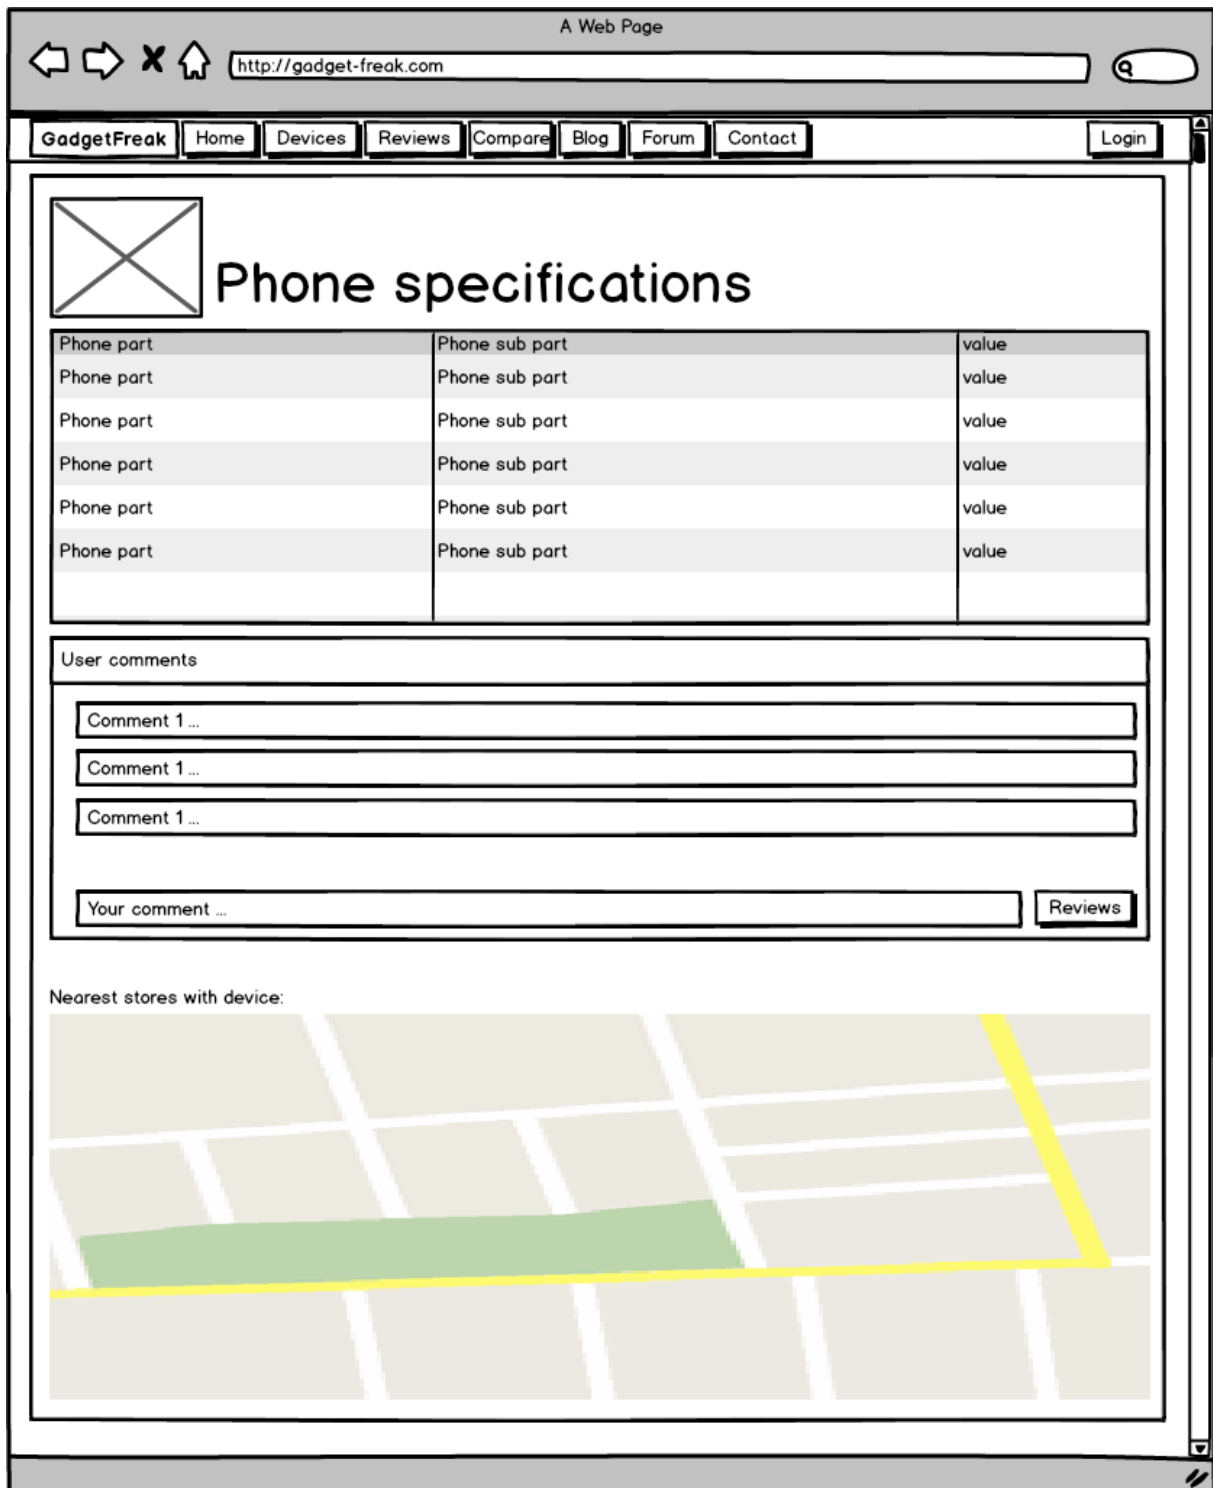 A Web Page
http://gadget-freak.com
GadgetFreak Home Devices Reviews Compare Blog Forum Contact Login
Phone specifications
Phone part Phone sub part value
Phone part Phone sub part value
Phone part Phone sub part value
Phone part Phone sub part value
Phone part Phone sub part value
Phone part Phone sub part value
User comments
Comment 1 ...
Comment 1 ...
Comment 1 ...
Your comment ... Reviews
Nearest stores with device: